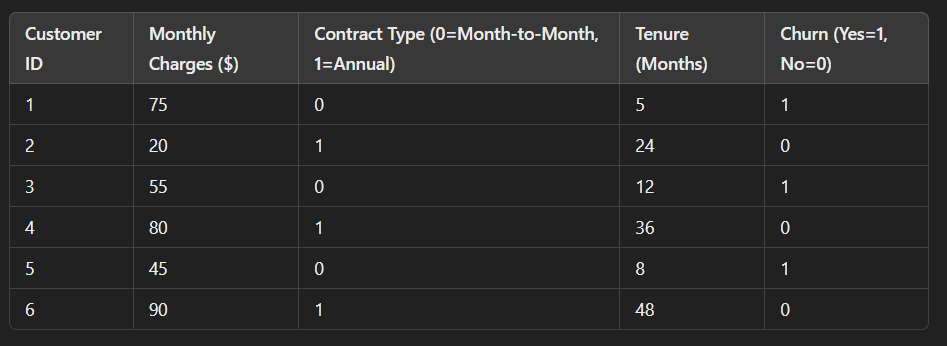 Customer ID | Monthly Charges ($) | Contract Type (0=Month-to-Month, 1=Annual) | Tenure (Months) | Churn (Yes=1, No=0)
1 | 75 | 0 | 5 | 1
2 | 20 | 1 | 24 | 0
3 | 55 | 0 | 12 | 1
4 | 80 | 1 | 36 | 0
5 | 45 | 0 | 8 | 1
6 | 90 | 1 | 48 | 0